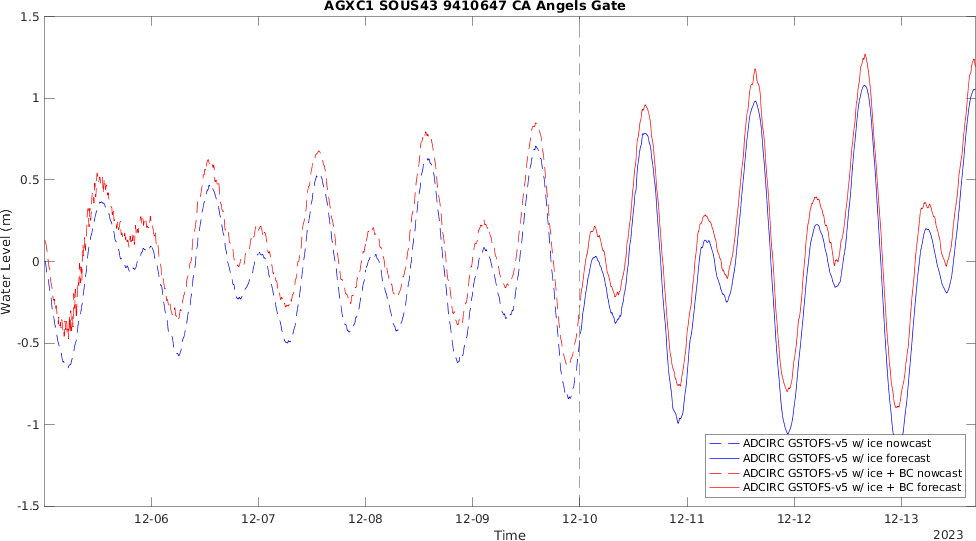 AGXC1 SOUS43 9410647 CA Angels Gate
1.5
1
0.5
0
-0.5
-1
-1.5
Water Level (m)
ADCIRC GSTOFS-v5 w/ ice nowcast
ADCIRC GSTOFS-v5 w/ ice forecast
ADCIRC GSTOFS-v5 w/ ice + BC nowcast
ADCIRC GSTOFS-v5 w/ ice + BC forecast
12-06 12-07 12-08 12-09 12-10 12-11 12-12 12-13
Time
2023